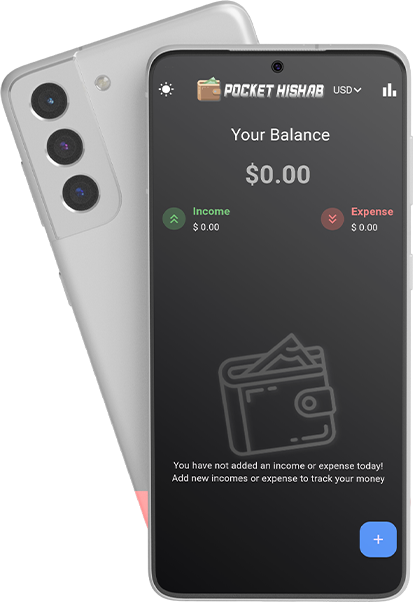 POCKET HISHAB
USD
Your Balance
$0.00
Income
$ 0.00
Expense
$ 0.00
You have not added an income or expense today!
Add new incomes or expense to track your money
+